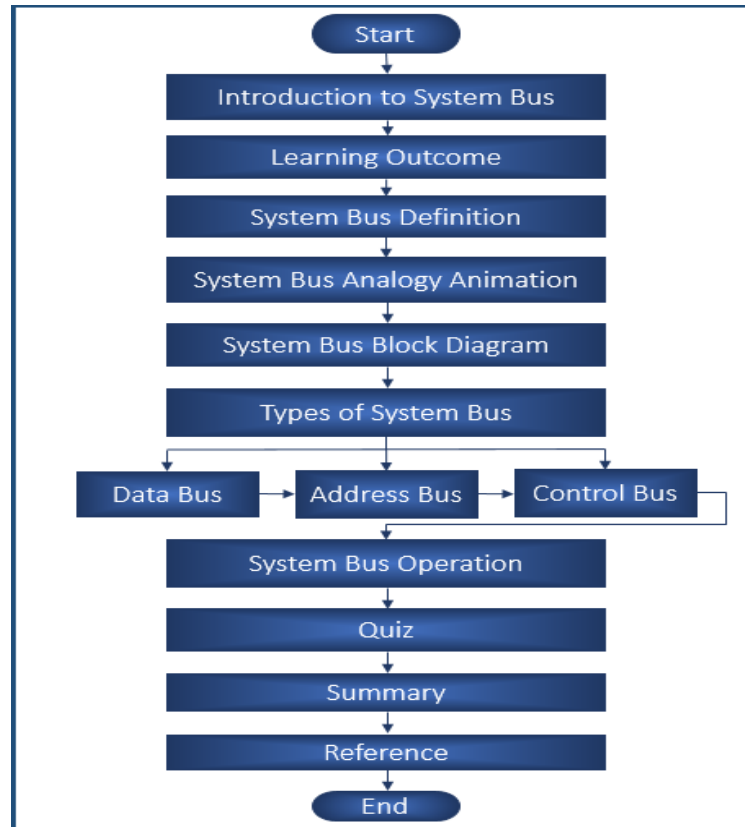 Start
Introduction to System Bus
Learning Outcome
System Bus Definition
System Bus Analogy Animation
System Bus Block Diagram
Types of System Bus
Data Bus
Address Bus
Control Bus
System Bus Operation
Quiz
Summary
Reference
End